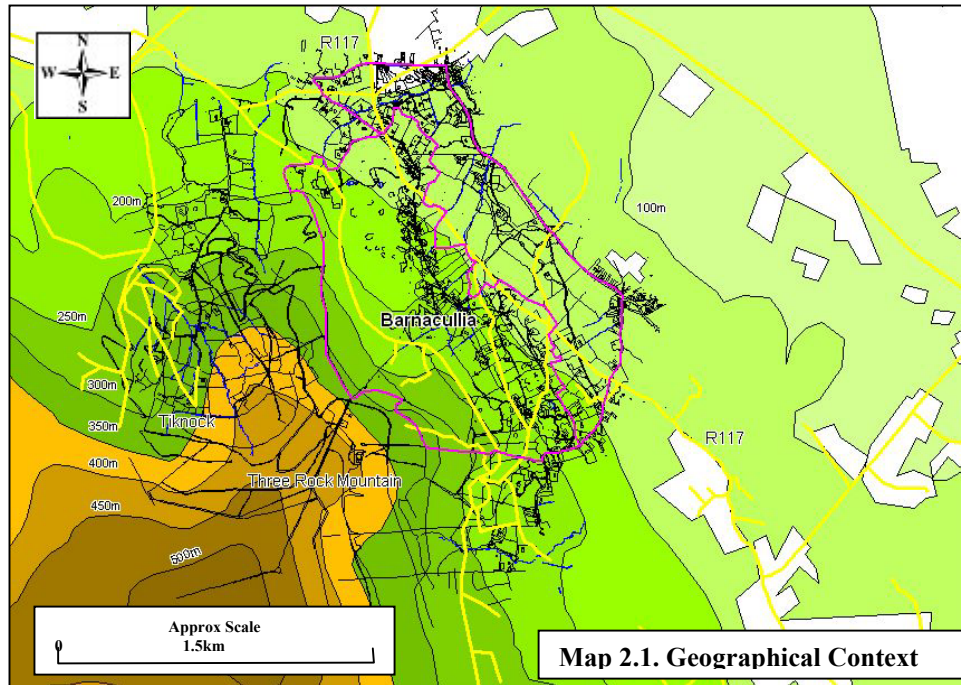 N
W E
S
R117
200m
100m
250m
Barnacullia
300m
350m
Ticknock
R117
400m
Three Rock Mountain
450m
500m
Approx Scale
0 1.5km
Map 2.1. Geographical Context